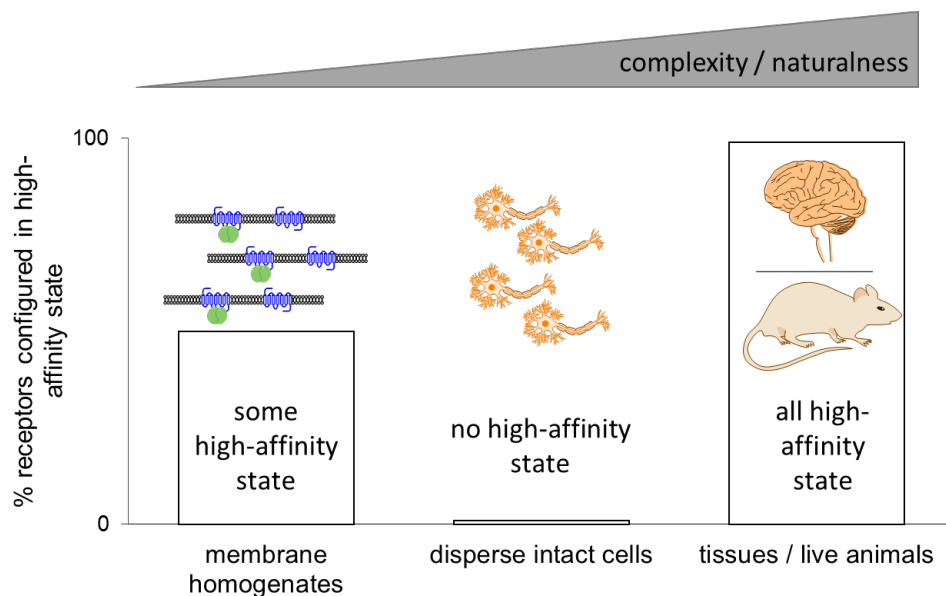 complexity / naturalness
% receptors configured in high-
affinity state
100
0
some
high-affinity
state
no high-affinity
state
all high-
affinity
state
membrane
homogenates
disperse intact cells
tissues / live animals